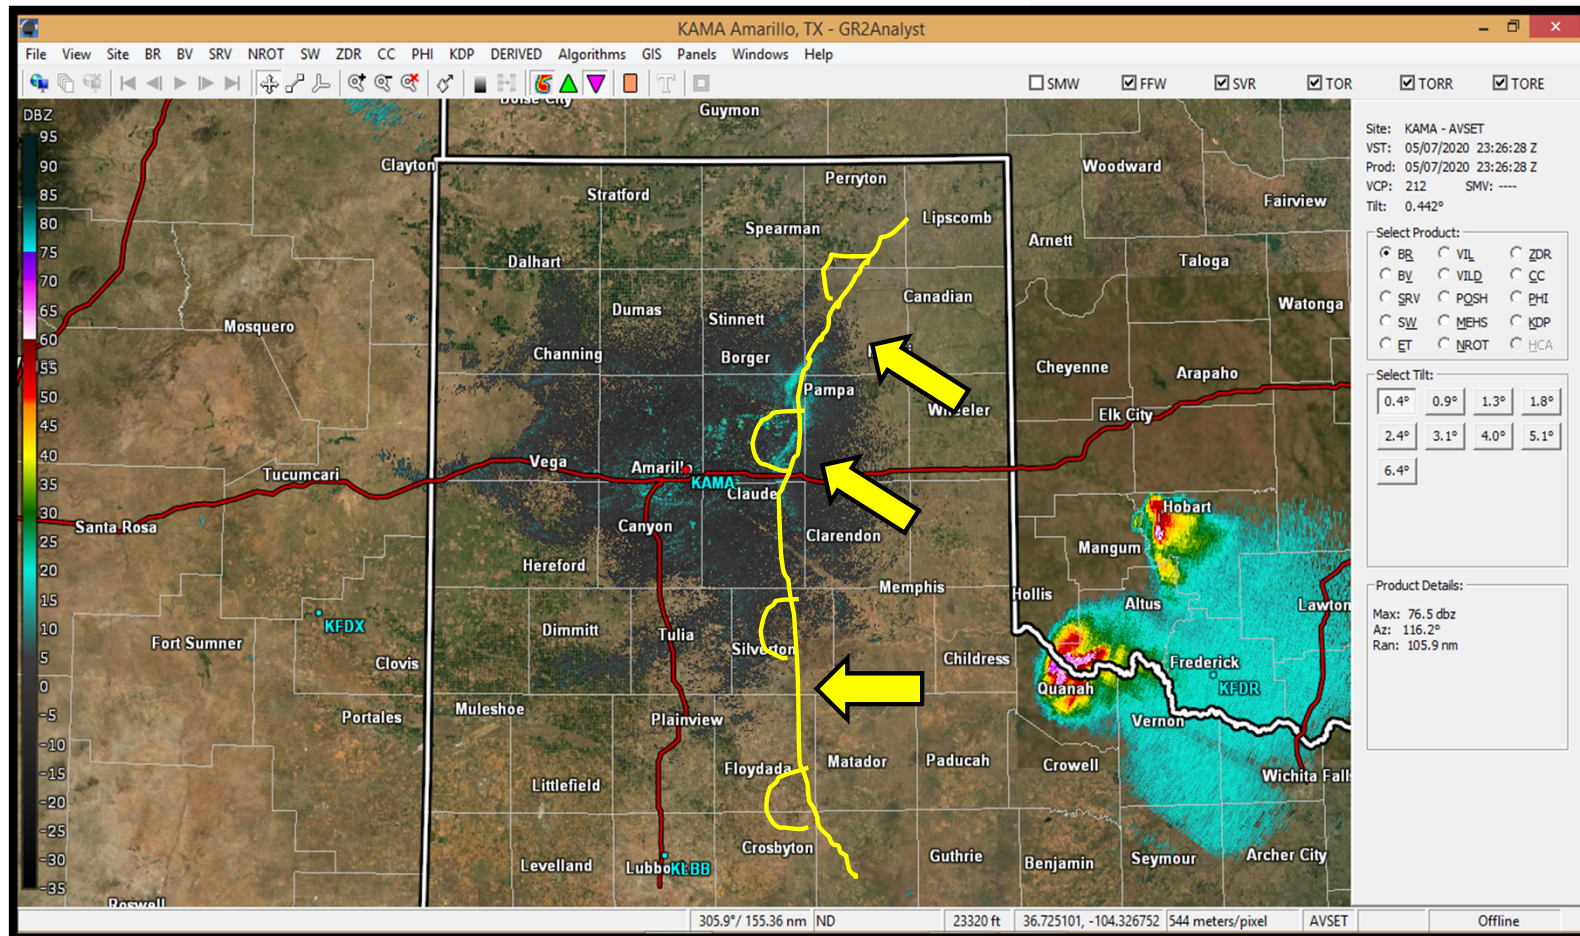 KAMA Amarillo, TX - GR2Analyst
File View Site BR BV SRV NROT SW ZDR CC PHI KDP DERIVED Algorithms GIS Panels Windows Help
SMW FFW SVR TOR TORR TORE
DBZ
95
90
85
80
75
70
65
60
55
50
45
40
35
30
25
20
15
10
5
0
-5
-10
-15
-20
-25
-30
-35
Boise City
Guymon
Clayton
Woodward
Perryton
Stratford
Fairview
Lipscomb
Spearman
Arnett
Taloga
Dalhart
Canadian
Watonga
Dumas
Stinnett
Mosquero
Channing
Borger
Cheyenne
Arapaho
Pampa
Wheeler
Elk City
Vega
Amarillo
Tucumcari
KAMA
Claude
Hobart
Santa Rosa
Canyon
Clarendon
Mangum
Hereford
Memphis
Hollis
Altus
Lawton
KFDX
Dimmitt
Tulia
Fort Sumner
Silverton
Clovis
Childress
Frederick
Quanah
KFDR
Muleshoe
Portales
Plainview
Vernon
Floydada
Matador
Paducah
Crowell
Wichita Fall
Littlefield
Crosbyton
Guthrie
Benjamin
Seymour
Archer City
Levelland
Lubbo
KLBB
Roswell
Site: KAMA - AVSET
VST: 05/07/2020 23:26:28 Z
Prod: 05/07/2020 23:26:28 Z
VCP: 212 SMV: ----
Tilt: 0.442°
Select Product:
BR VIL ZDR
BV VILD CC
SRV POSH PHI
SW MEHS KDP
ET NROT HCA
Select Tilt:
0.4° 0.9° 1.3° 1.8°
2.4° 3.1° 4.0° 5.1°
6.4°
Product Details:
Max: 76.5 dbz
Az: 116.2°
Ran: 105.9 nm
305.9°/ 155.36 nm ND 23320 ft 36.725101, -104.326752 544 meters/pixel AVSET Offline